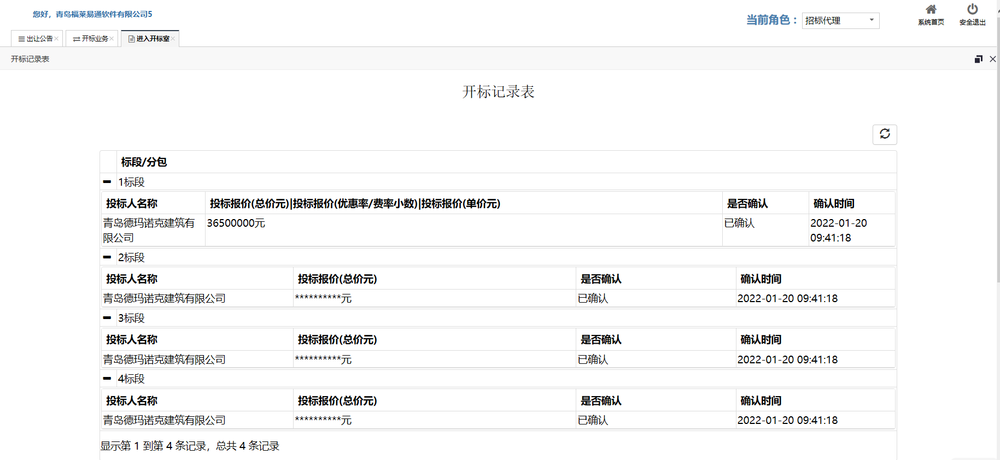 您好，青岛福莱易通软件有限公司5
当前角色： 招标代理
系统首页 安全退出
出让公告 开标业务 进入开标室
开标记录表
开标记录表
标段/分包
1标段
投标人名称 投标报价(总价元)|投标报价(优惠率/费率小数)|投标报价(单价元) 是否确认 确认时间
青岛德玛诺克建筑有 36500000元 已确认 2022-01-20
限公司 09:41:18
2标段
投标人名称 投标报价(总价元) 是否确认 确认时间
青岛德玛诺克建筑有限公司 **********元 已确认 2022-01-20 09:41:18
3标段
投标人名称 投标报价(总价元) 是否确认 确认时间
青岛德玛诺克建筑有限公司 **********元 已确认 2022-01-20 09:41:18
4标段
投标人名称 投标报价(总价元) 是否确认 确认时间
青岛德玛诺克建筑有限公司 **********元 已确认 2022-01-20 09:41:18
显示第 1 到第 4 条记录，总共 4 条记录